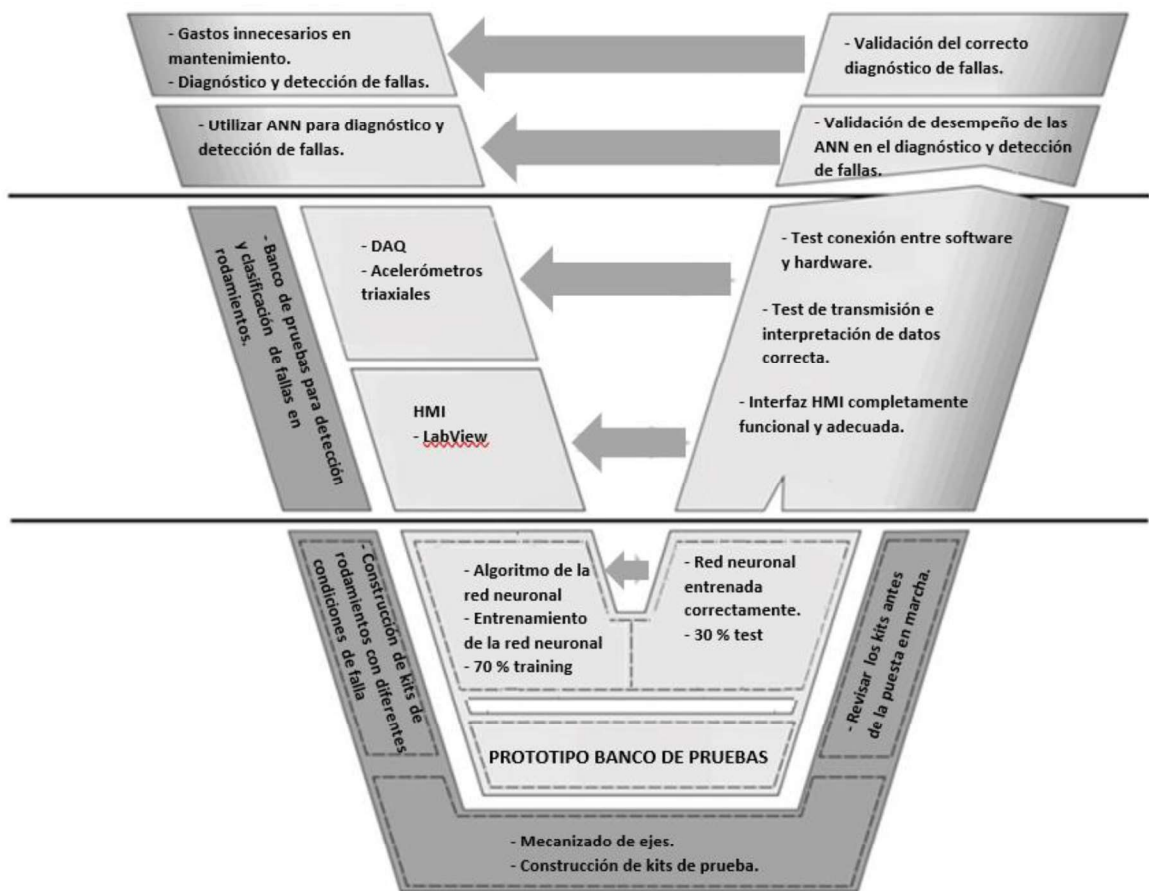 - Gastos innecesarios en
mantenimiento.
- Diagnóstico y detección de fallas.
- Validación del correcto
diagnóstico de fallas.
- Utilizar ANN para diagnóstico y
detección de fallas.
- Validación de desempeño de las
ANN en el diagnóstico y detección
de fallas.
- Banco de pruebas para detección
y clasificación de fallas en
rodamientos.
- DAQ
- Acelerómetros
triaxiales
- Test conexión entre software
y hardware.
- Test de transmisión e
interpretación de datos
correcta.
- Interfaz HMI completamente
funcional y adecuada.
HMI
- LabView
- Construcción de kits de
rodamientos con diferentes
condiciones de falla
- Algoritmo de la
red neuronal
- Entrenamiento
de la red neuronal
- 70 % training
- Red neuronal
entrenada
correctamente.
- 30 % test
- Revisar los kits antes
de la puesta en marcha.
PROTOTIPO BANCO DE PRUEBAS
- Mecanizado de ejes.
- Construcción de kits de prueba.